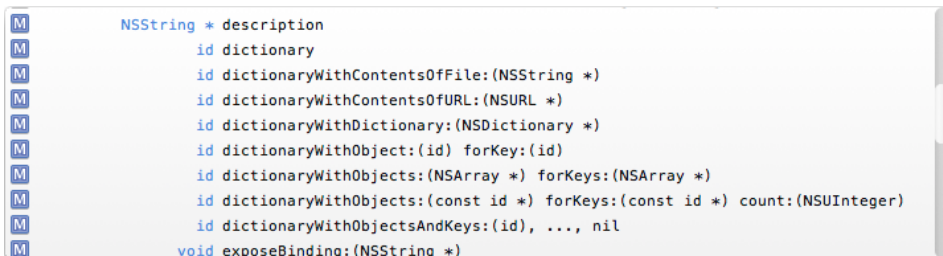 M NSString * description
M id dictionary
M id dictionaryWithContentsOfFile:(NSString *)
M id dictionaryWithContentsOfURL:(NSURL *)
M id dictionaryWithDictionary:(NSDictionary *)
M id dictionaryWithObject:(id) forKey:(id)
M id dictionaryWithObjects:(NSArray *) forKeys:(NSArray *)
M id dictionaryWithObjects:(const id *) forKeys:(const id *) count:(NSUInteger)
M id dictionaryWithObjectsAndKeys:(id), ..., nil
M void exposeBinding:(NSString *)